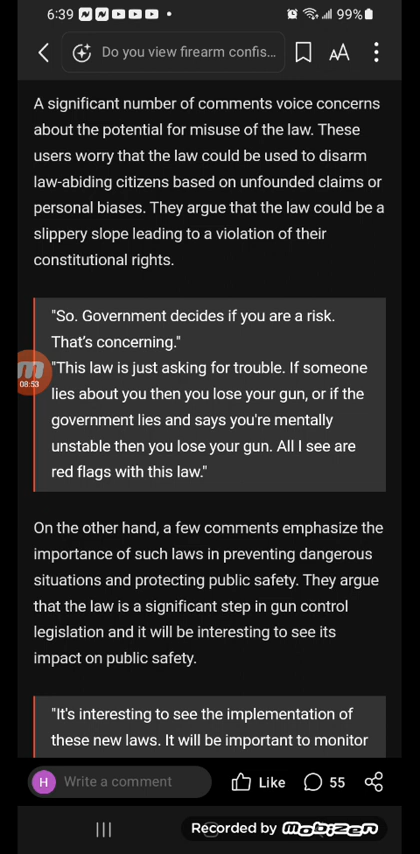 6:39 99%
Do you view firearm confis...
A significant number of comments voice concerns
about the potential for misuse of the law. These
users worry that the law could be used to disarm
law-abiding citizens based on unfounded claims or
personal biases. They argue that the law could be a
slippery slope leading to a violation of their
constitutional rights.
"So. Government decides if you are a risk.
That's concerning."
"This law is just asking for trouble. If someone
lies about you then you lose your gun, or if the
government lies and says you're mentally
unstable then you lose your gun. All I see are
red flags with this law."
m
08:53
On the other hand, a few comments emphasize the
importance of such laws in preventing dangerous
situations and protecting public safety. They argue
that the law is a significant step in gun control
legislation and it will be interesting to see its
impact on public safety.
"It's interesting to see the implementation of
these new laws. It will be important to monitor
H Write a comment Like 55
Recorded by mobizen